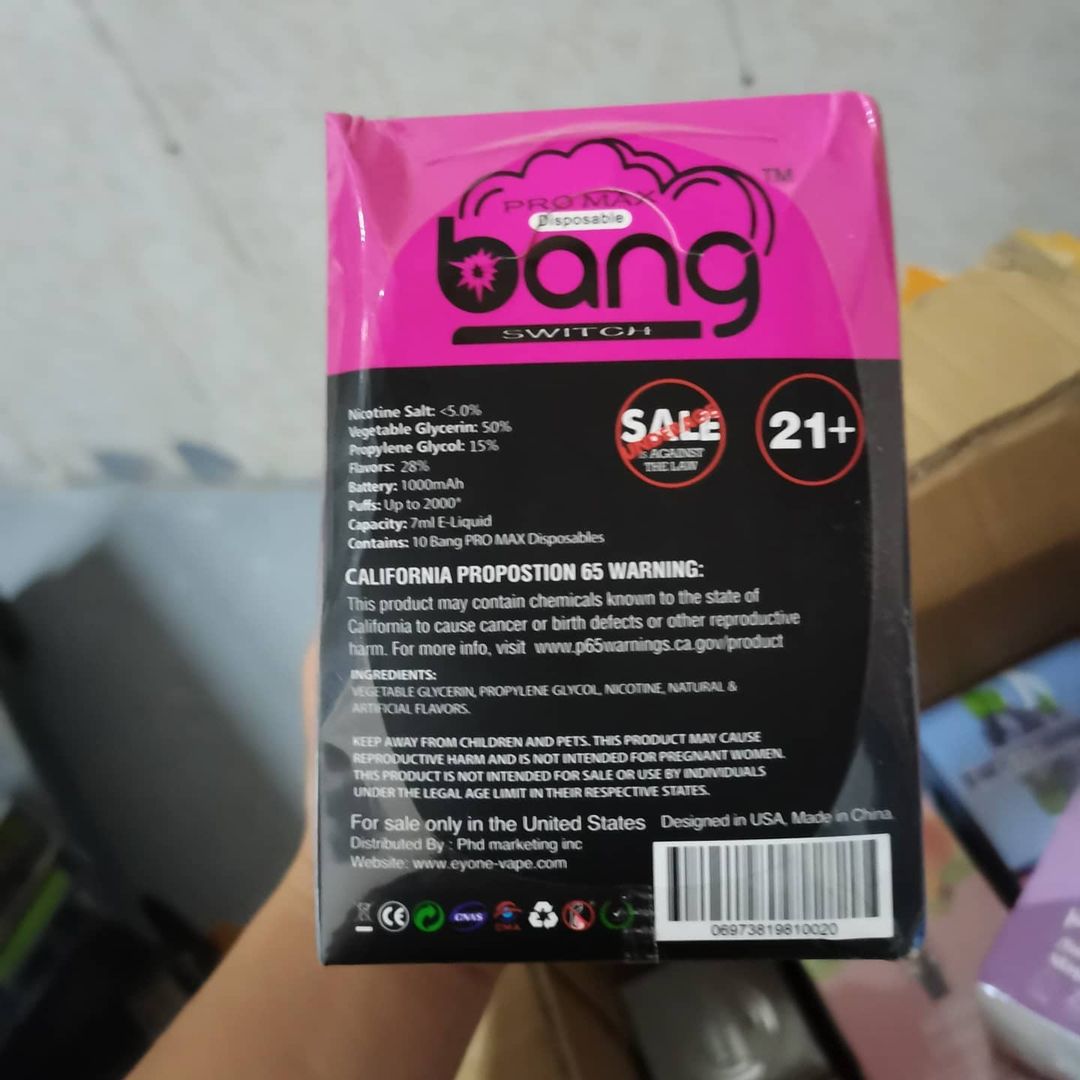 PRO MAX
Disposable
bang
TM
SWITCH
Nicotine Salt: <5.0%
Vegetable Glycerin: 50%
Propylene Glycol: 15%
Flavors: 28%
Battery: 1000mAh
Puffs: Up to 2000*
Capacity: 7ml E-Liquid
Contains: 10 Bang PRO MAX Disposables
UNDERAGE
SALE
IS AGAINST
THE LAW
21+
CALIFORNIA PROPOSTION 65 WARNING:
This product may contain chemicals known to the state of
California to cause cancer or birth defects or other reproductive
harm. For more info, visit www.p65warnings.ca.gov/product
INGREDIENTS:
VEGETABLE GLYCERIN, PROPYLENE GLYCOL, NICOTINE, NATURAL &
ARTIFICIAL FLAVORS.
KEEP AWAY FROM CHILDREN AND PETS. THIS PRODUCT MAY CAUSE
REPRODUCTIVE HARM AND IS NOT INTENDED FOR PREGNANT WOMEN.
THIS PRODUCT IS NOT INTENDED FOR SALE OR USE BY INDIVIDUALS
UNDER THE LEGAL AGE LIMIT IN THEIR RESPECTIVE STATES.
For sale only in the United States Designed in USA, Made in China
Distributed By : Phd marketing inc
Website: www.eyone-vape.com
CE
CNAS
CMA
06973819810020